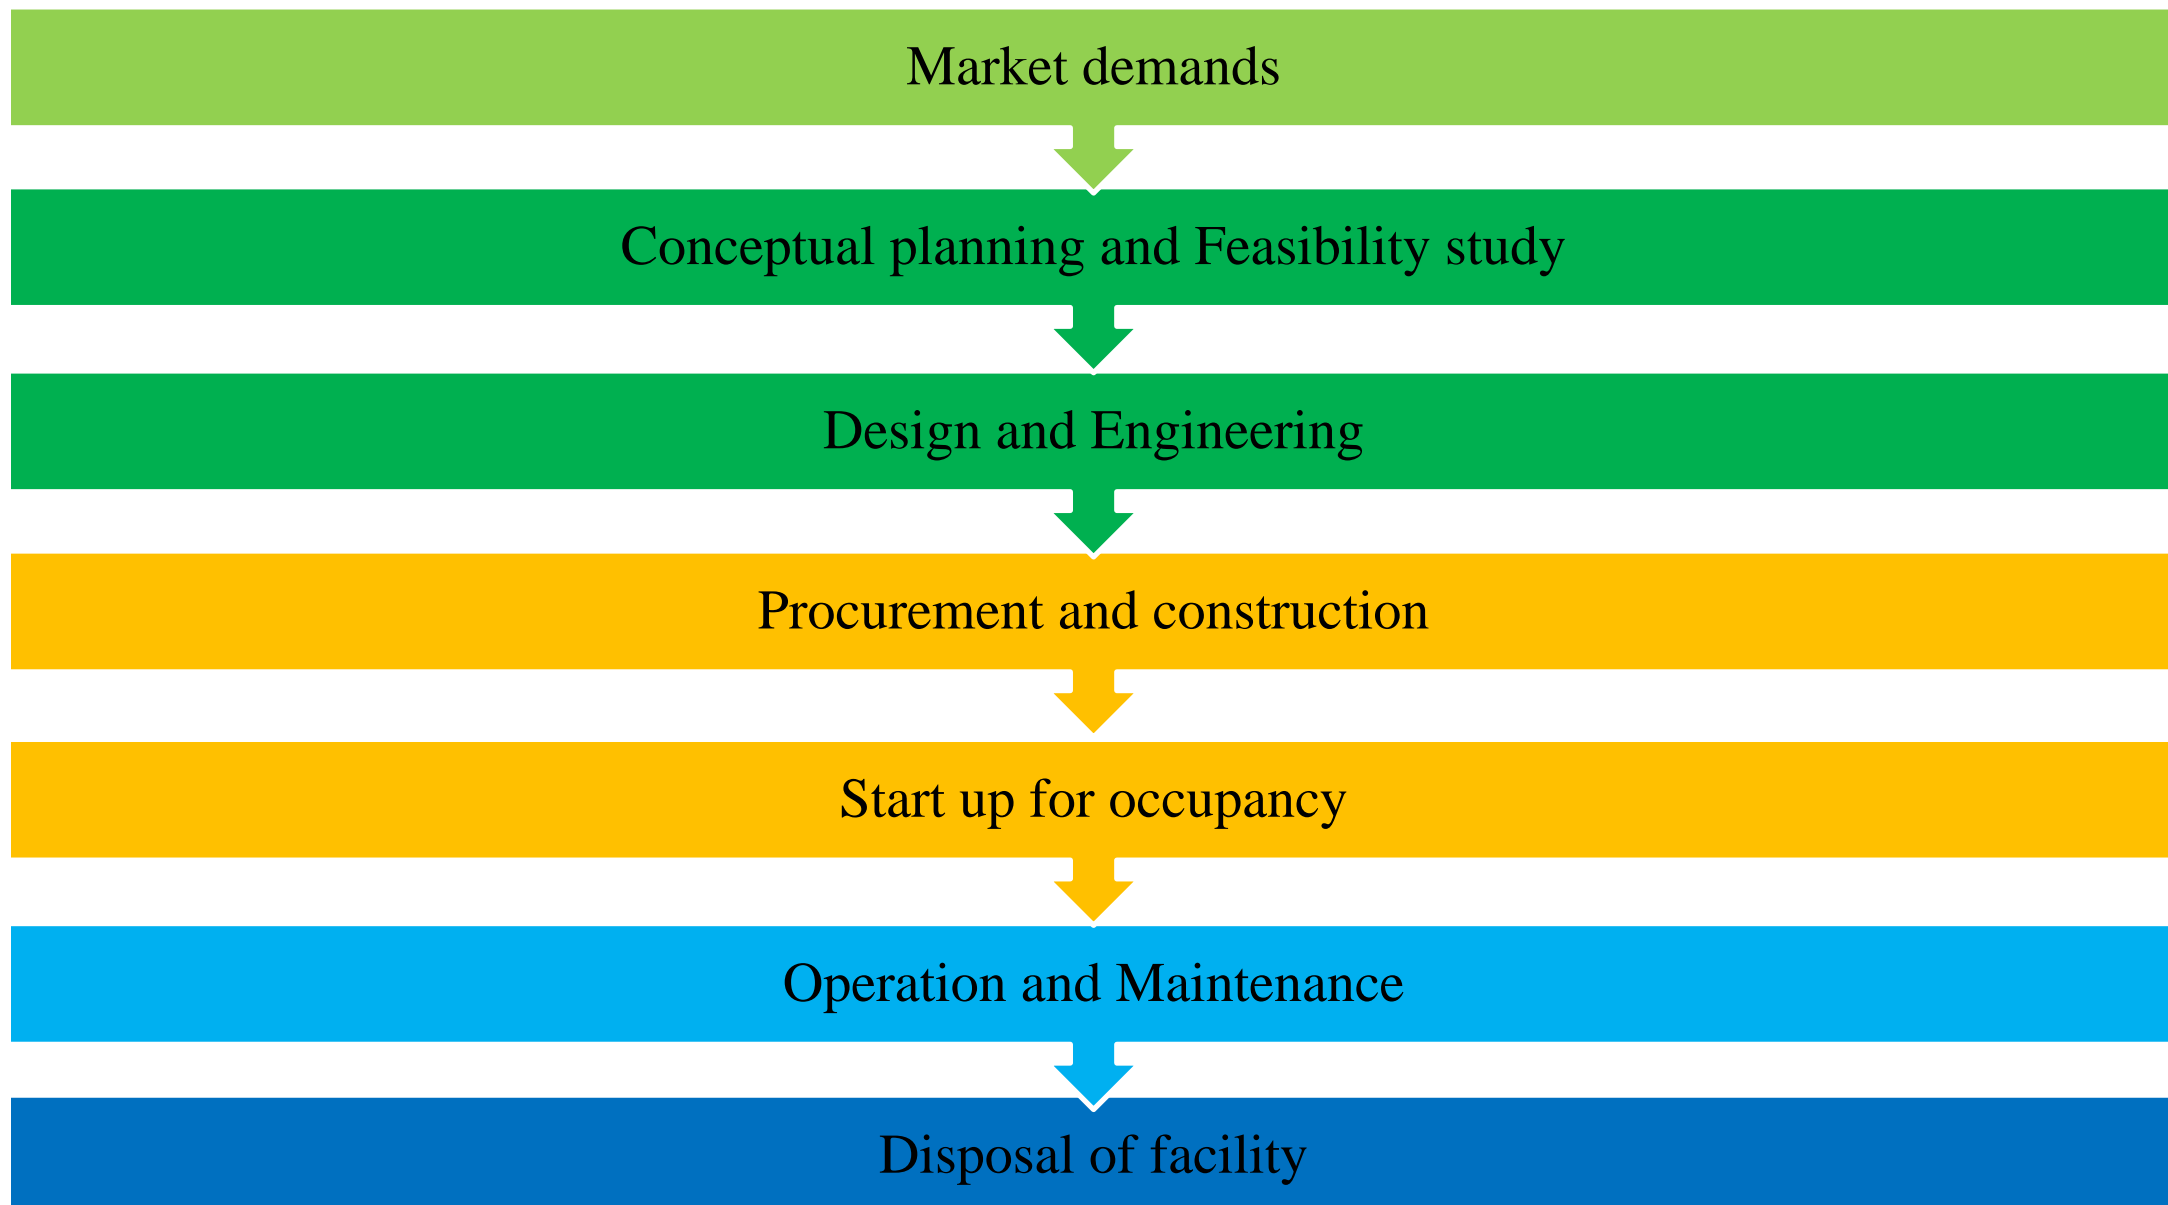 Market demands
Conceptual planning and Feasibility study
Design and Engineering
Procurement and construction
Start up for occupancy
Operation and Maintenance
Disposal of facility